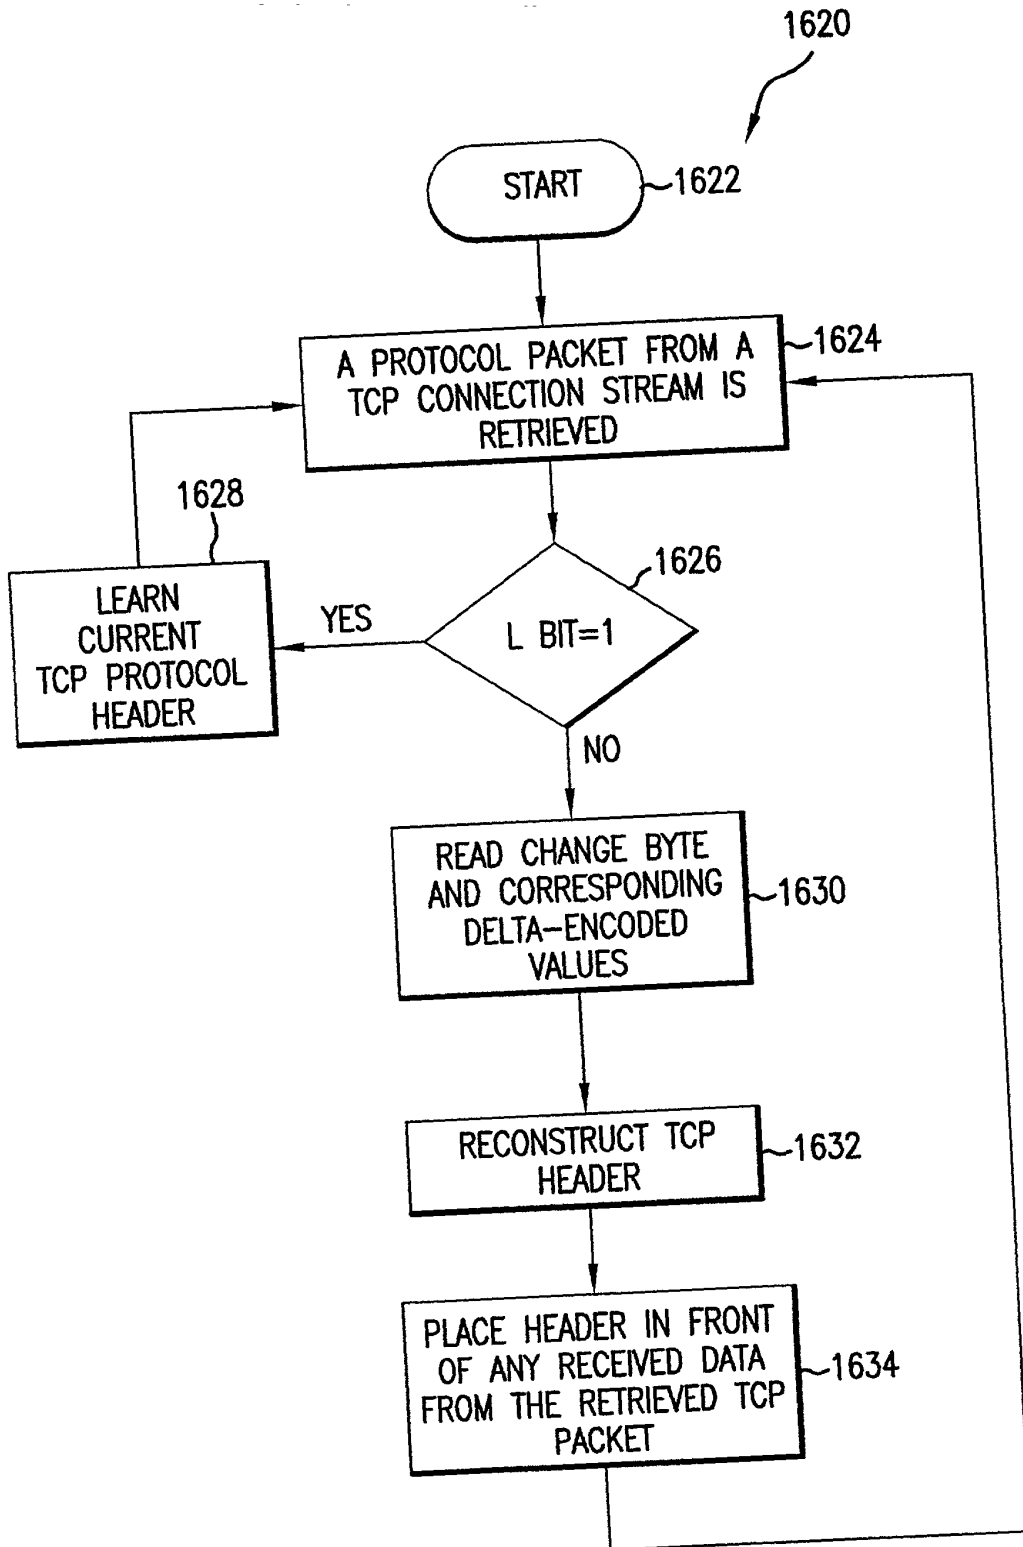 1620
START
1622
A PROTOCOL PACKET FROM A
TCP CONNECTION STREAM IS
RETRIEVED
1624
1628
LEARN
CURRENT
TCP PROTOCOL
HEADER
YES
L BIT=1
1626
NO
READ CHANGE BYTE
AND CORRESPONDING
DELTA-ENCODED
VALUES
1630
RECONSTRUCT TCP
HEADER
1632
PLACE HEADER IN FRONT
OF ANY RECEIVED DATA
FROM THE RETRIEVED TCP
PACKET
1634